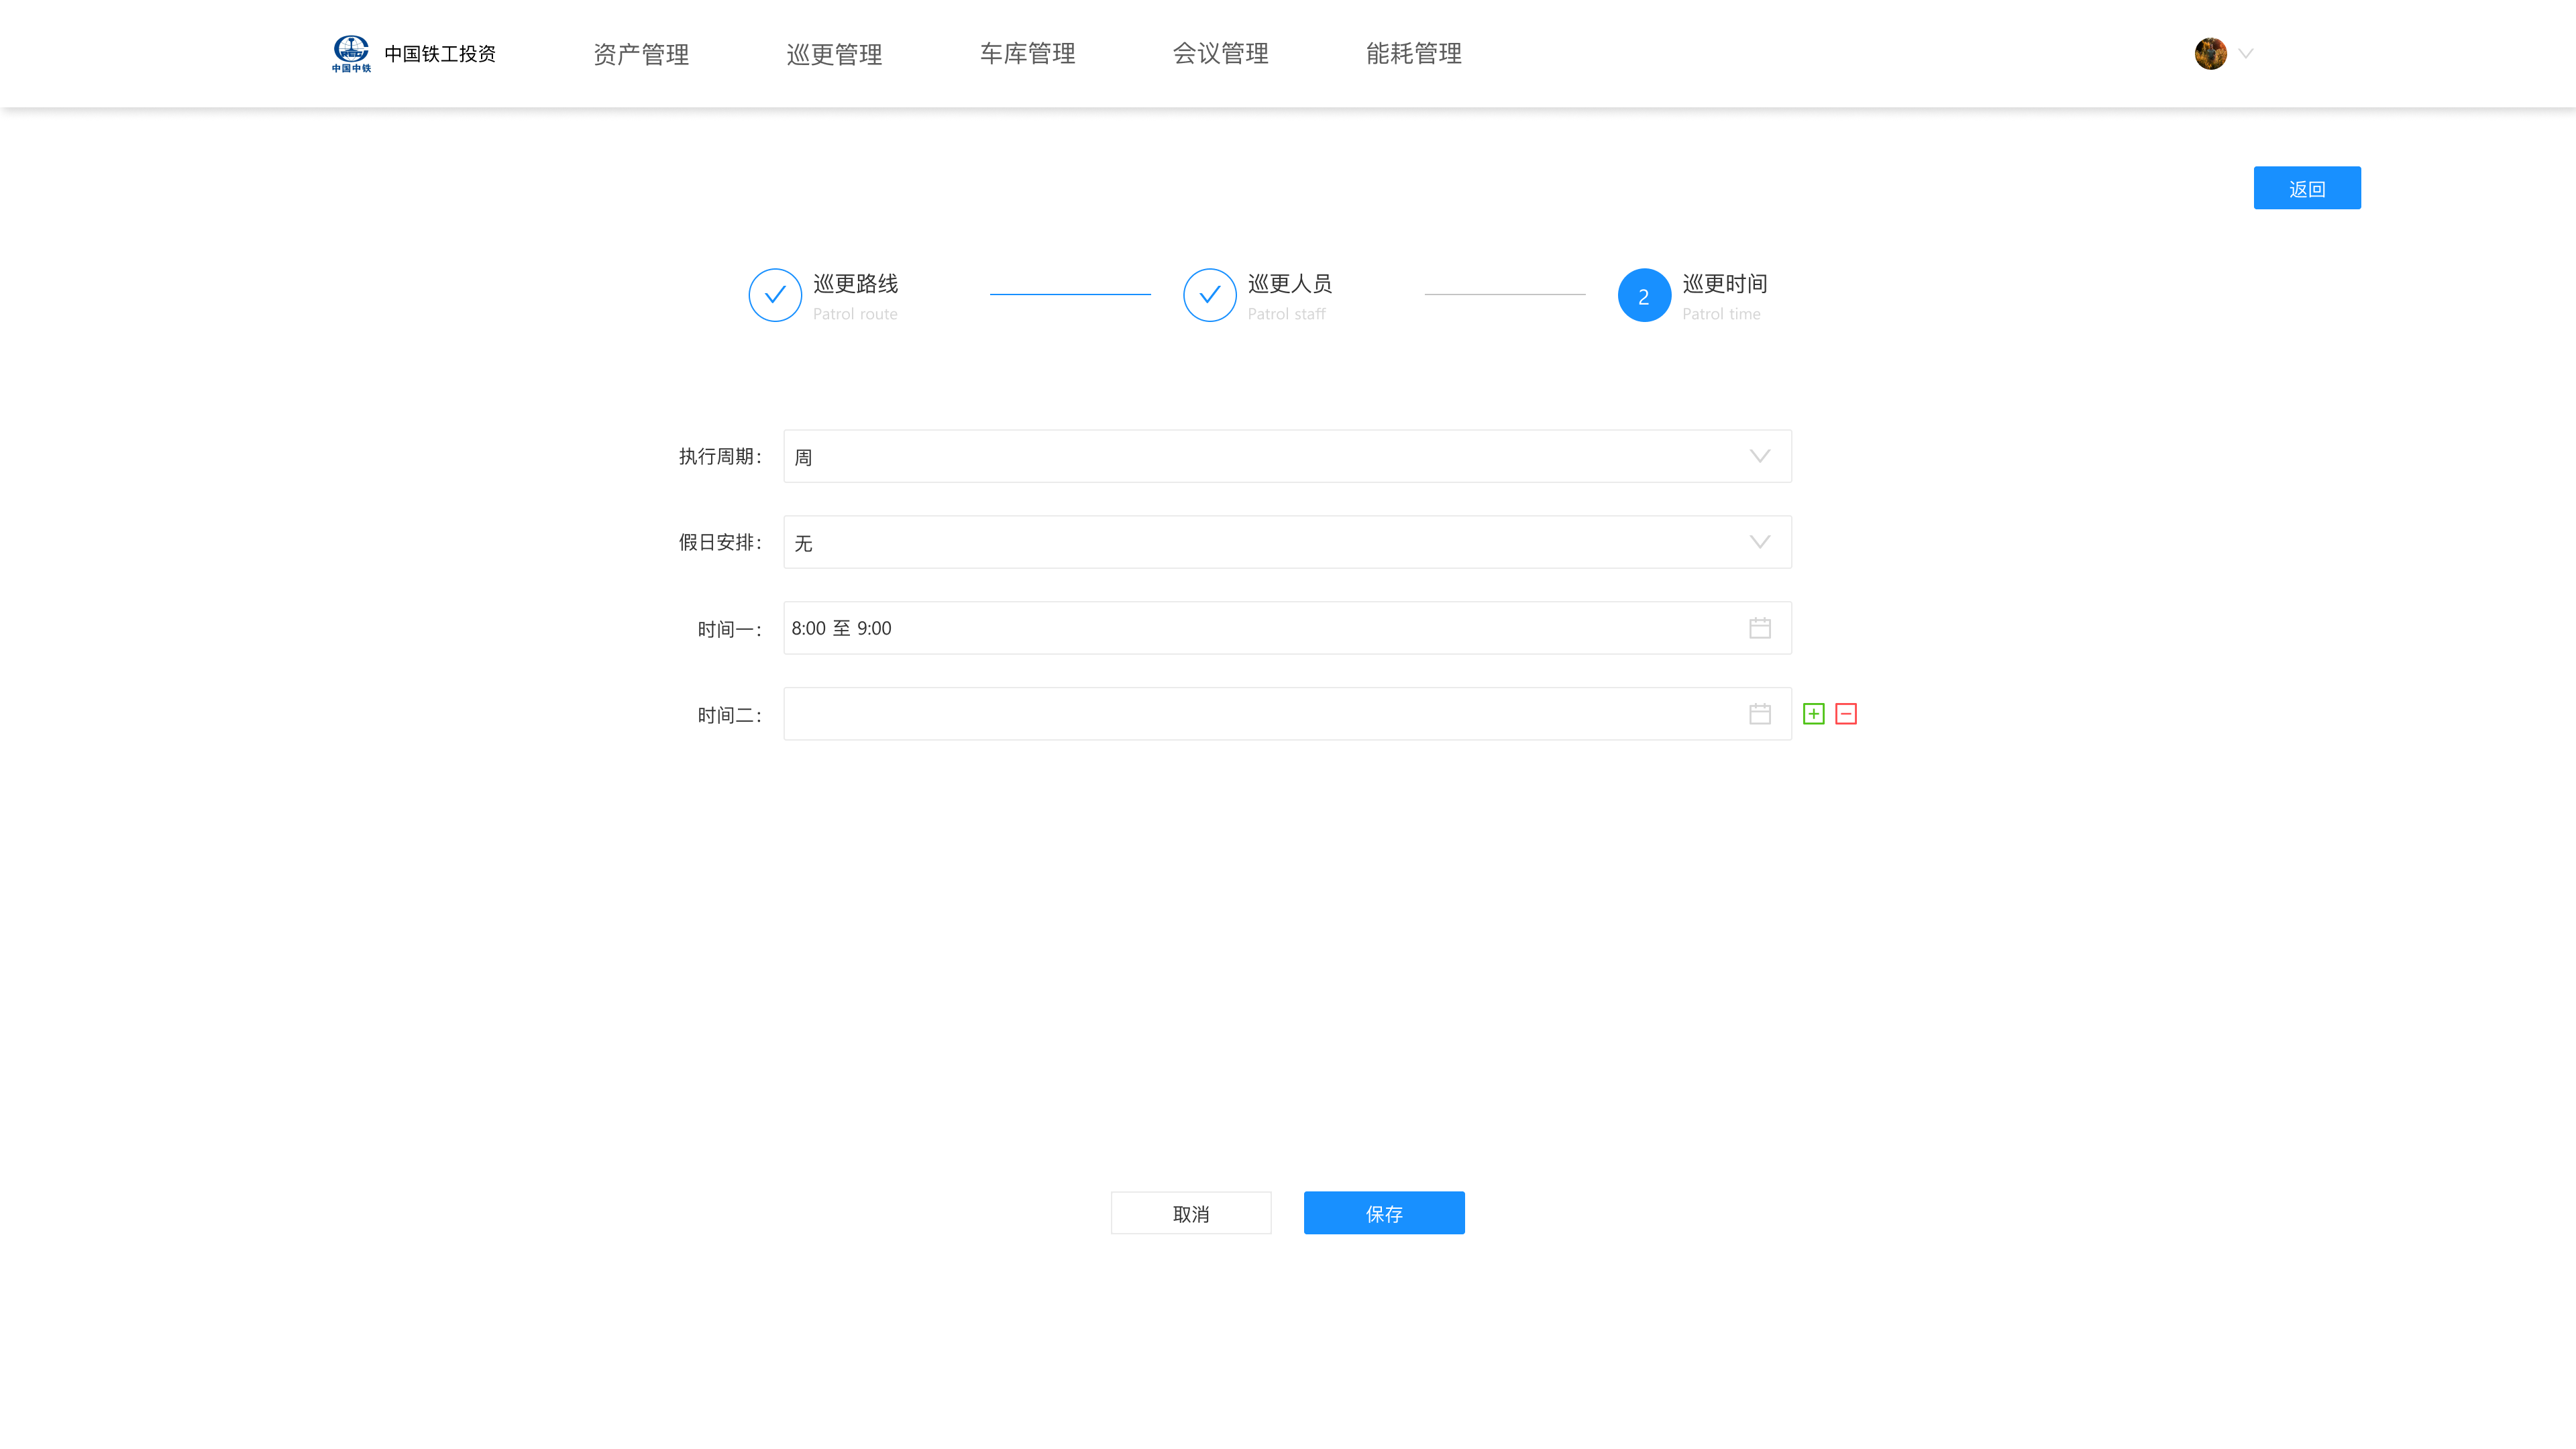 中国中铁
中国铁工投资
资产管理
巡更管理
车库管理
会议管理
能耗管理
返回
巡更路线
Patrol route
巡更人员
Patrol staff
2
巡更时间
Patrol time
执行周期：
周
假日安排：
无
时间一：
8:00 至 9:00
时间二：
取消
保存